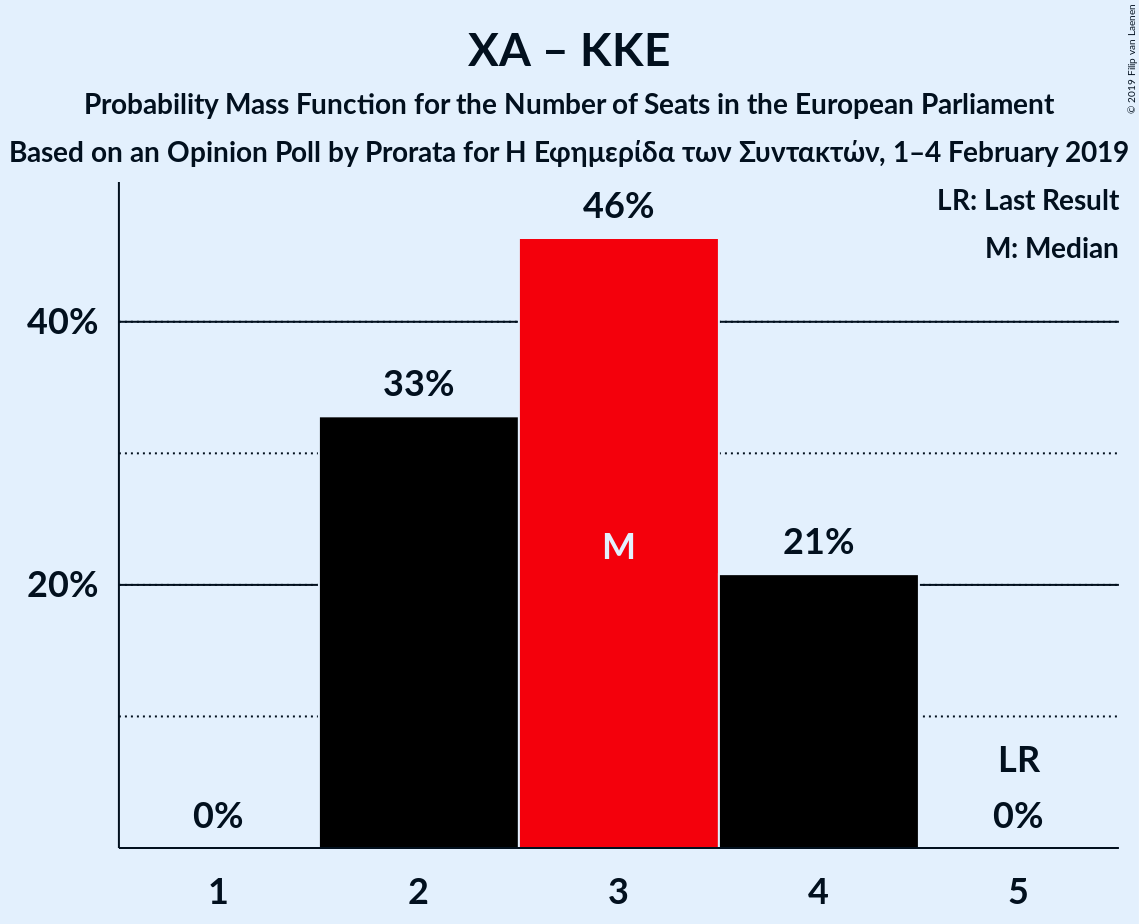 XA – KKE
Probability Mass Function for the Number of Seats in the European Parliament
Based on an Opinion Poll by Prorata for Η Εφημερίδα των Συντακτών, 1–4 February 2019
© 2019 Filip van Laenen
LR: Last Result
M: Median
46%
40%
33%
M
21%
20%
LR
0%
0%
1
2
3
4
5